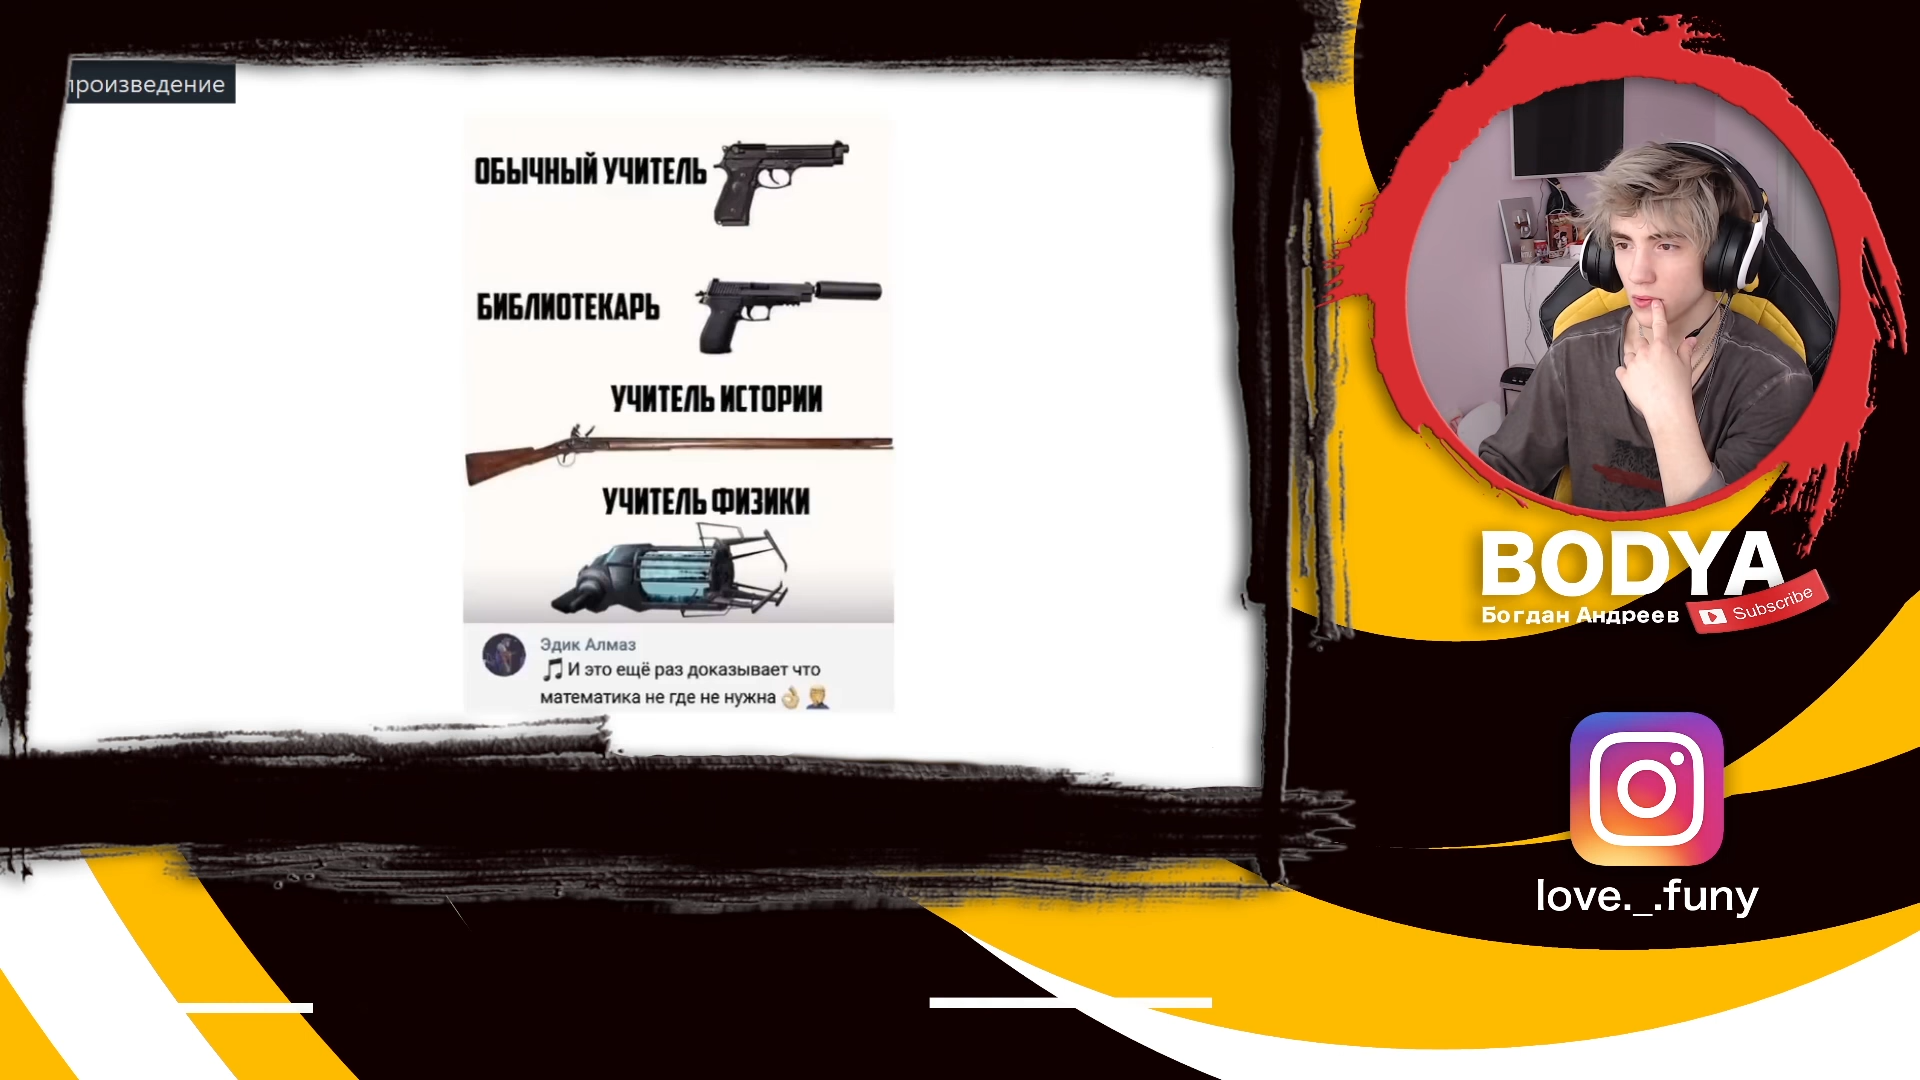 произведение
ОБЫЧНЫЙ УЧИТЕЛЬ
БИБЛИОТЕКАРЬ
УЧИТЕЛЬ ИСТОРИИ
УЧИТЕЛЬ ФИЗИКИ
Эдик Алмаз
🎵И это ещё раз доказывает что
математика не где не нужна👌🤦
BODYA
Богдан Андреев
Subscribe
love._.funy